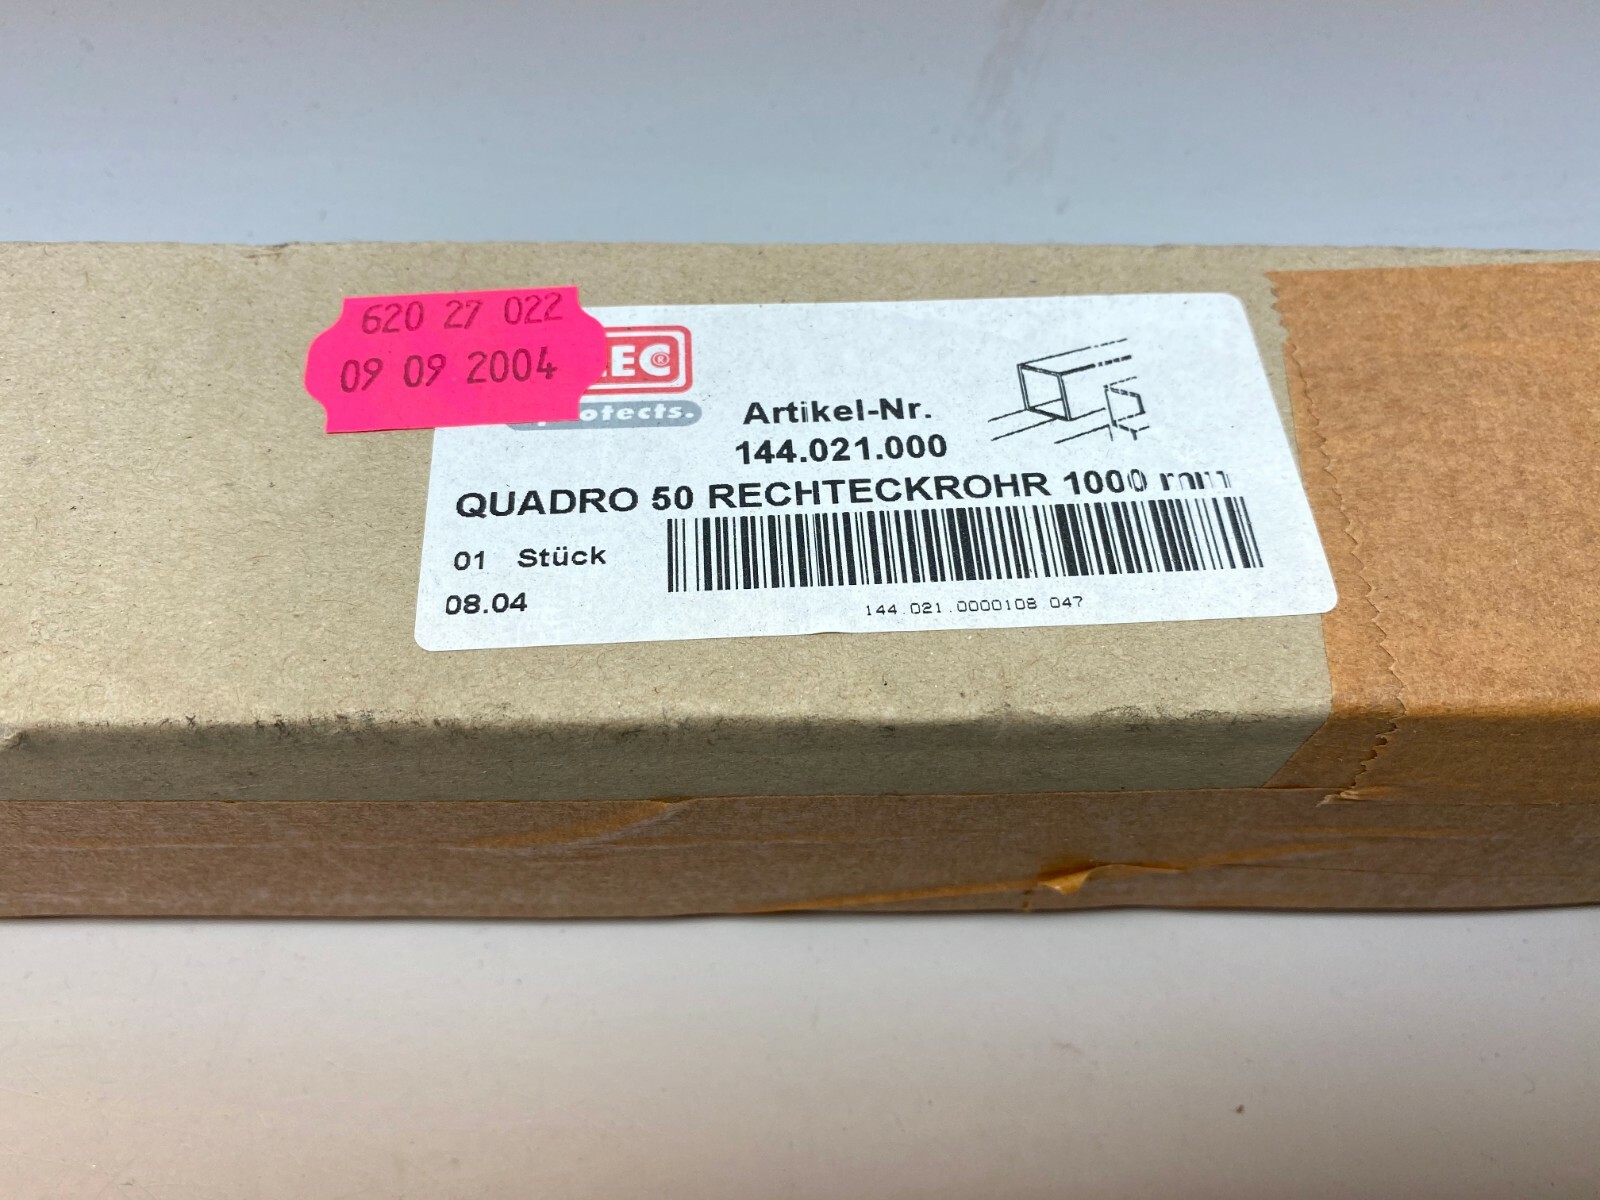 620 27 022
09 09 2004
Artikel-Nr.
144.021.000
QUADRO 50 RECHTECKROHR 1000 mm
01 Stück
08.04
144.021.0000108.047